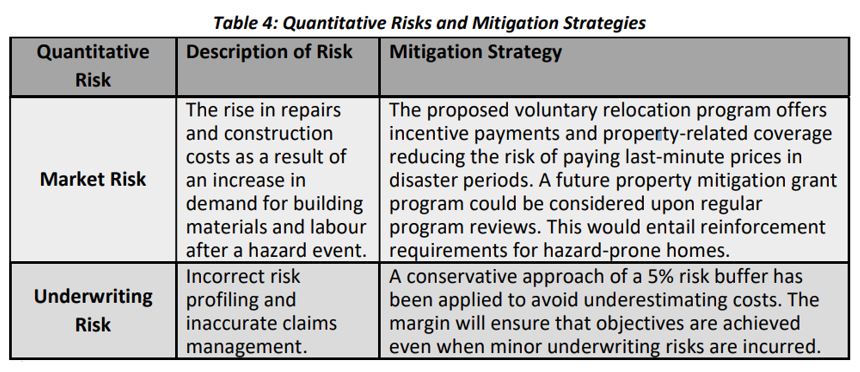 Table 4: Quantitative Risks and Mitigation Strategies
Quantitative
Risk
Description of Risk
Mitigation Strategy
Market Risk
The rise in repairs
and construction
costs as a result of
an increase in
demand for building
materials and labour
after a hazard event.
The proposed voluntary relocation program offers
incentive payments and property-related coverage
reducing the risk of paying last-minute prices in
disaster periods. A future property mitigation grant
program could be considered upon regular
program reviews. This would entail reinforcement
requirements for hazard-prone homes.
Underwriting
Risk
Incorrect risk
profiling and
inaccurate claims
management.
A conservative approach of a 5% risk buffer has
been applied to avoid underestimating costs. The
margin will ensure that objectives are achieved
even when minor underwriting risks are incurred.